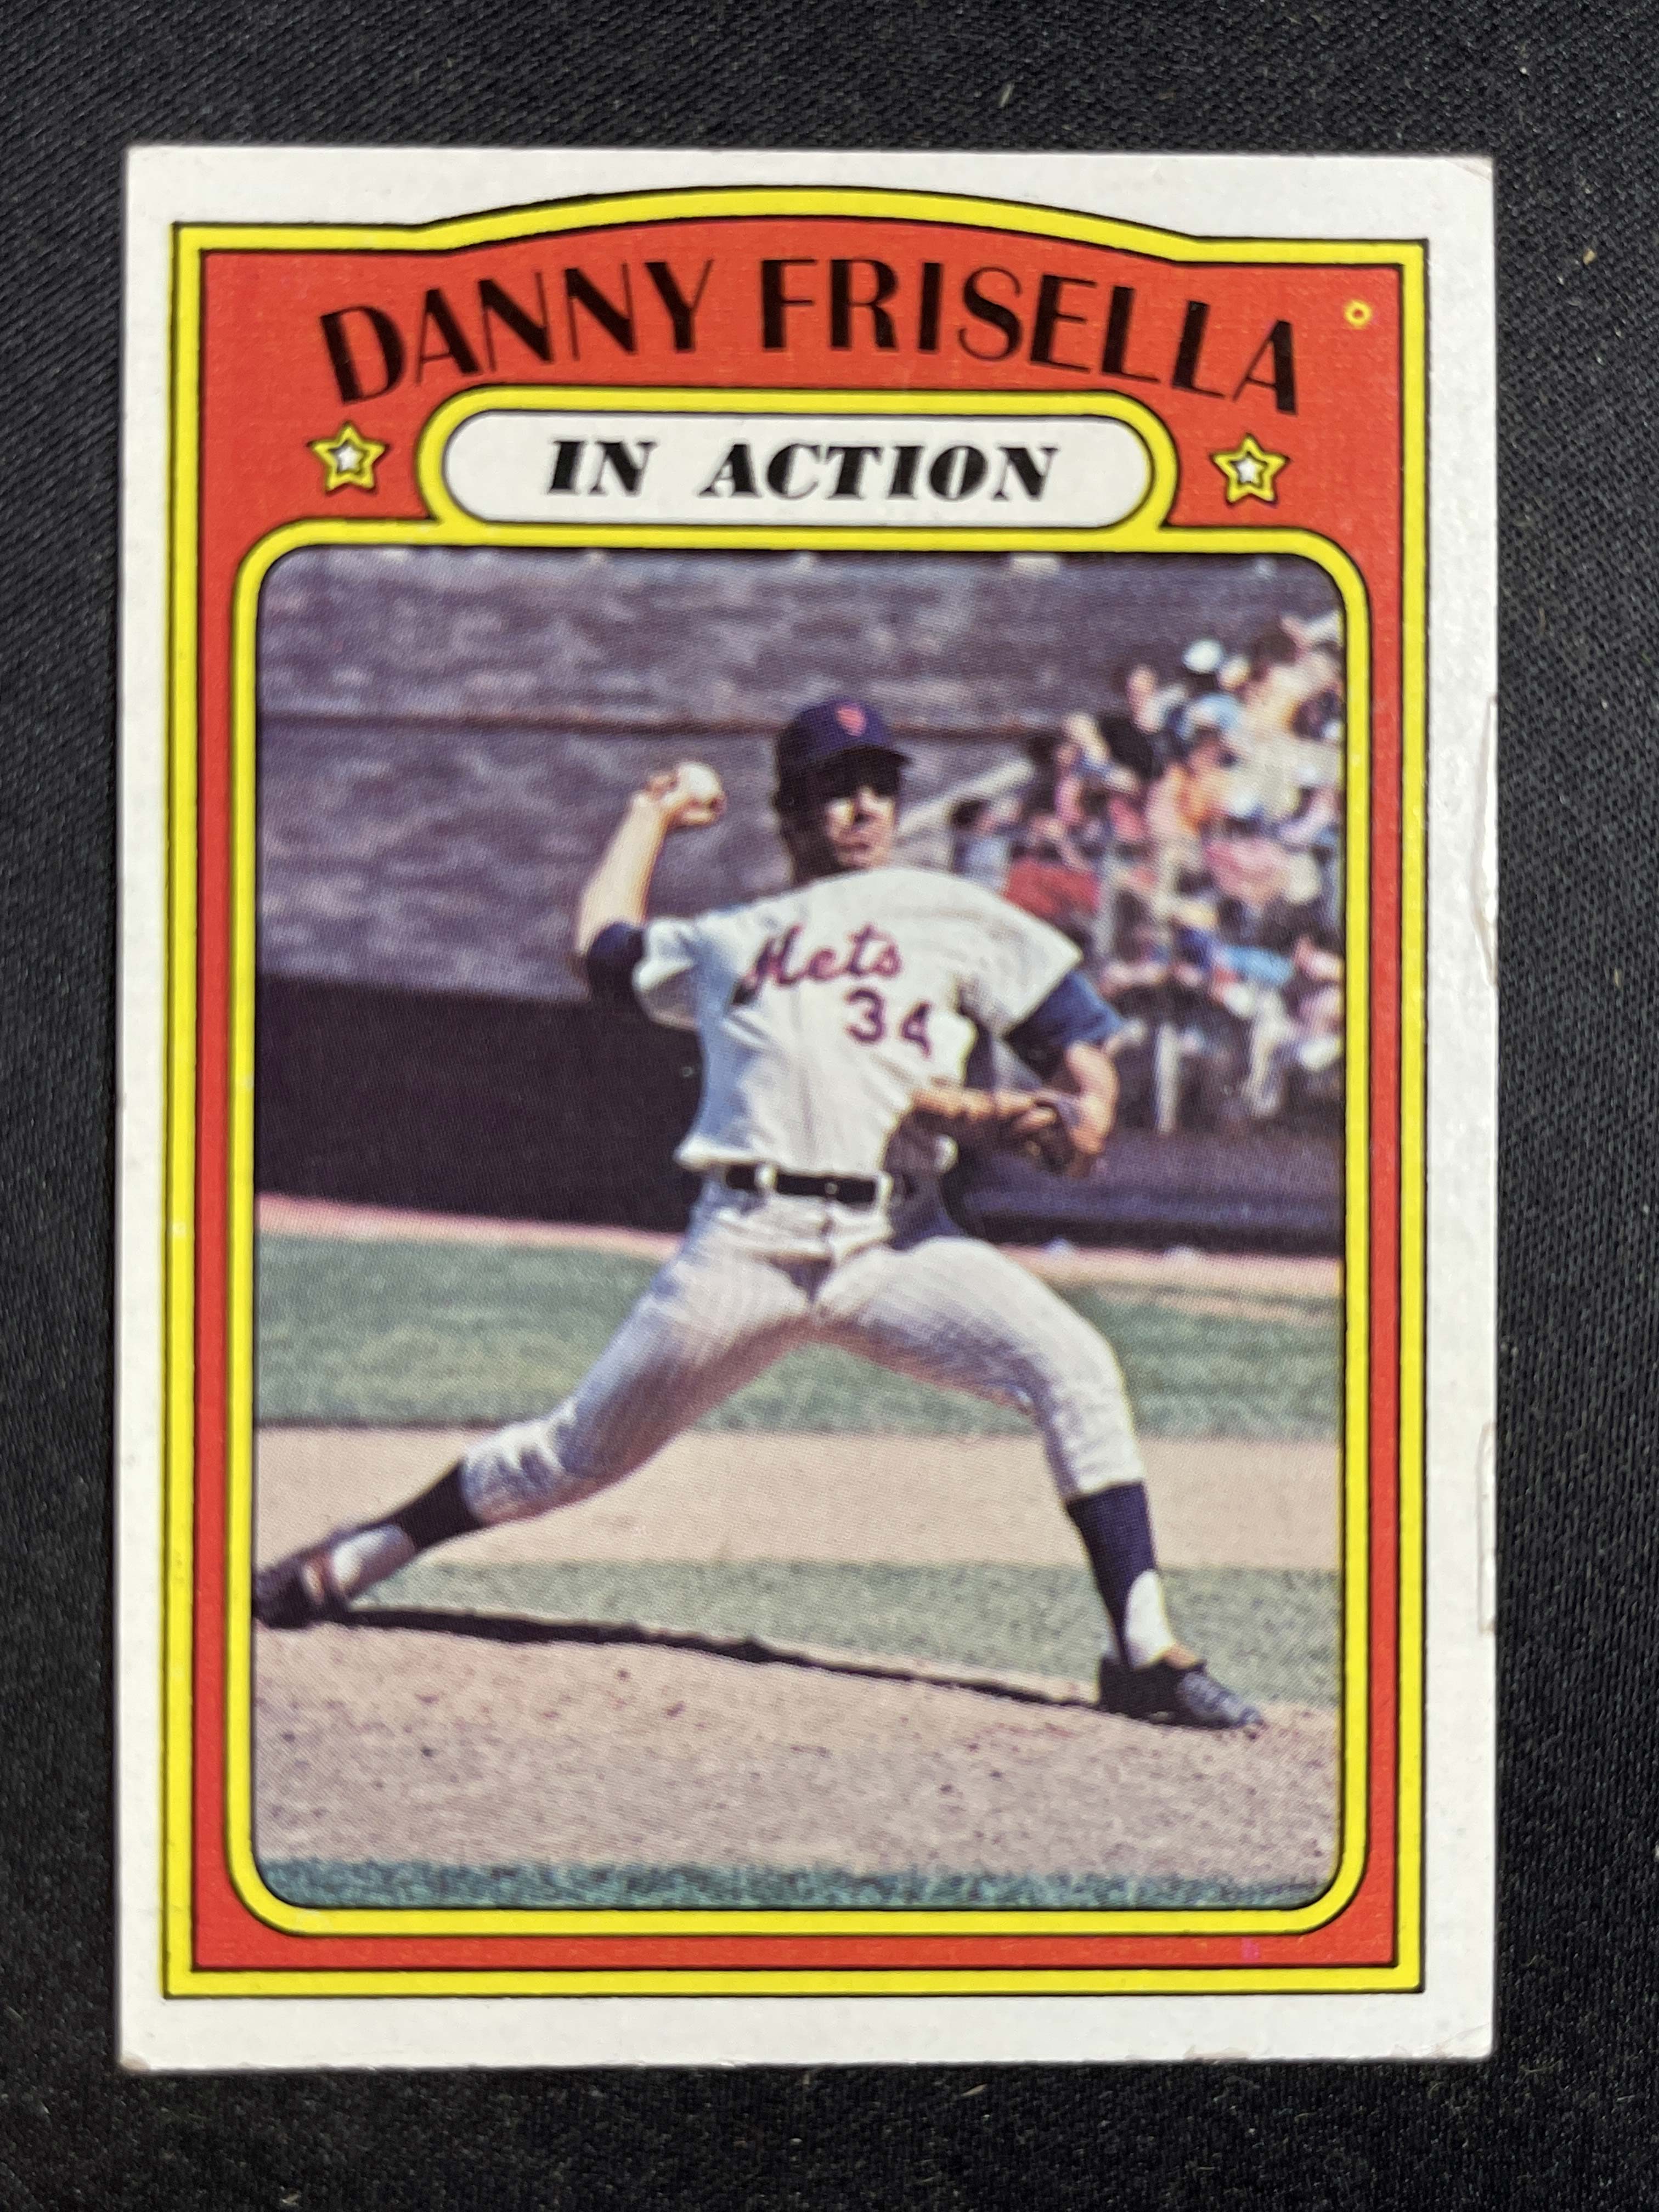 DANNY FRISELLA
IN ACTION
Mets
34